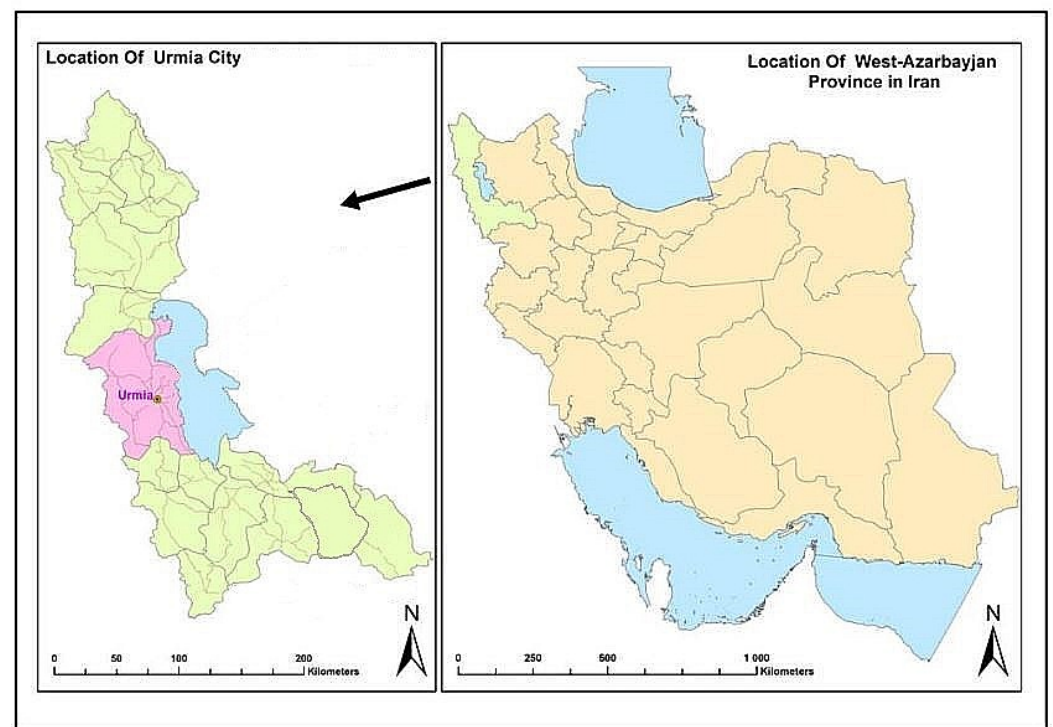 Location Of Urmia City
Urmia
N
0 50 100 200
Kilometers
Location Of West-Azarbayjan
Province in Iran
N
0 250 500 1 000
Kilometers